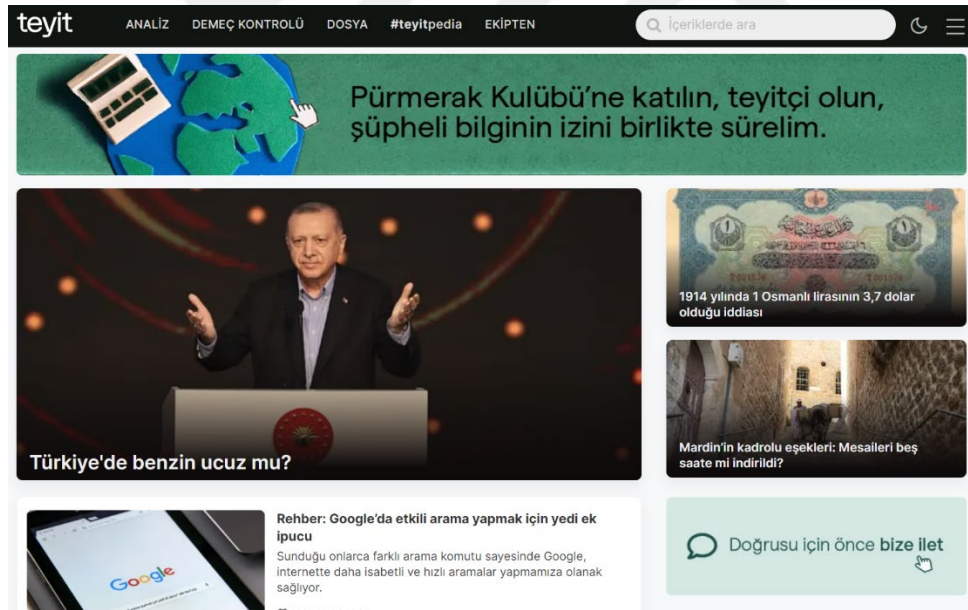 teyit
ANALİZ
DEMEÇ KONTROLÜ
DOSYA
#teyitpedia
EKİPTEN
İçeriklerde ara
Pürmerak Kulübü’ne katılın, teyitçi olun,
şüpheli bilginin izini birlikte sürelim.
Türkiye'de benzin ucuz mu?
1914 yılında 1 Osmanlı lirasının 3,7 dolar
olduğu iddiası
Mardin’in kadrolu eşekleri: Mesaileri beş
saate mi indirildi?
Google
Rehber: Google’da etkili arama yapmak için yedi ek
ipucu
Sunduğu onlarca farklı arama komutu sayesinde Google,
internette daha isabetli ve hızlı aramalar yapmamıza olanak
sağlıyor.
Doğrusu için önce bize ilet